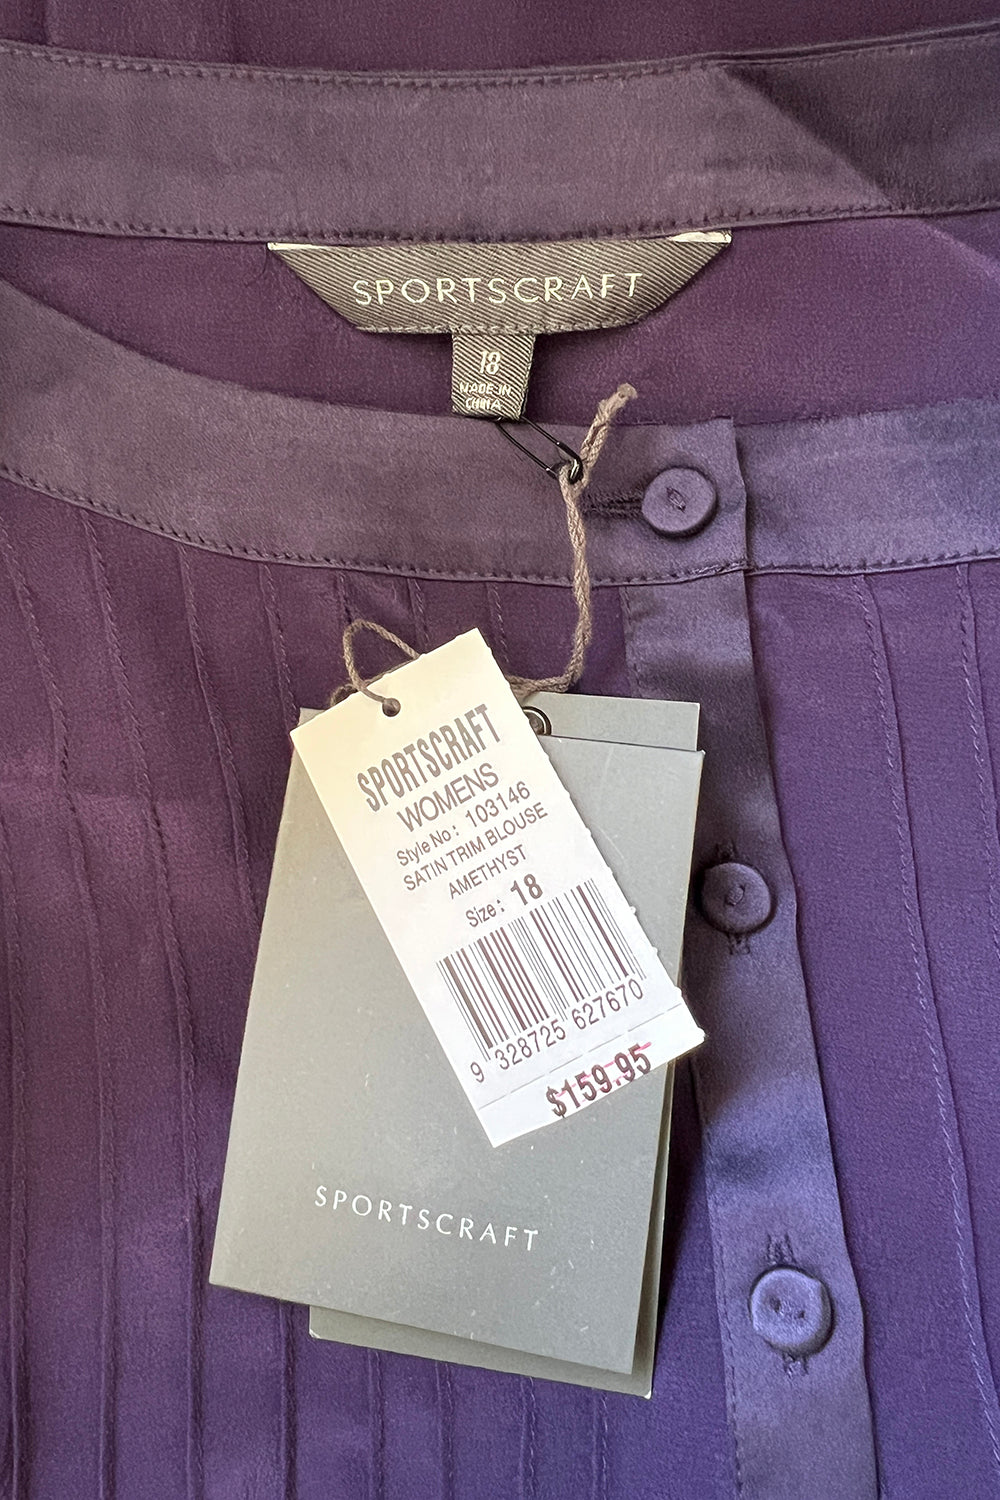 SPORTSCRAFT
18
MADE IN
CHINA
SPORTSCRAFT
WOMENS
Style No: 103146
SATIN TRIM BLOUSE
AMETHYST
Size: 18
9 328725 627670
$159.95
SPORTSCRAFT